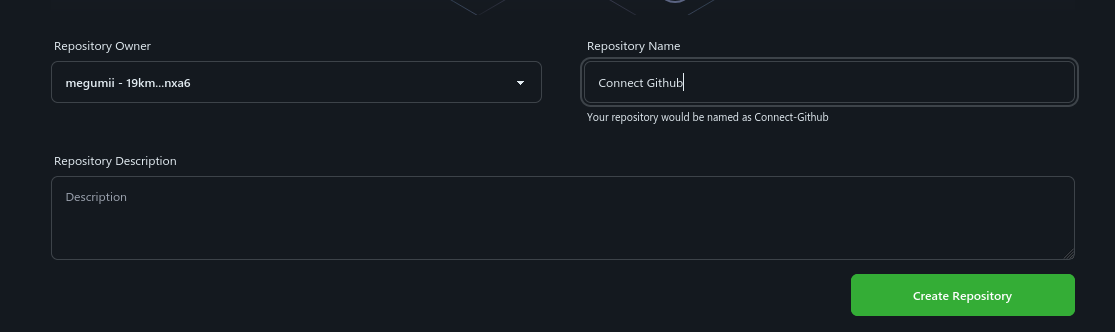 Repository Owner
Repository Name
megumii - 19km...nxa6
Connect Github
Your repository would be named as Connect-Github
Repository Description
Description
Create Repository